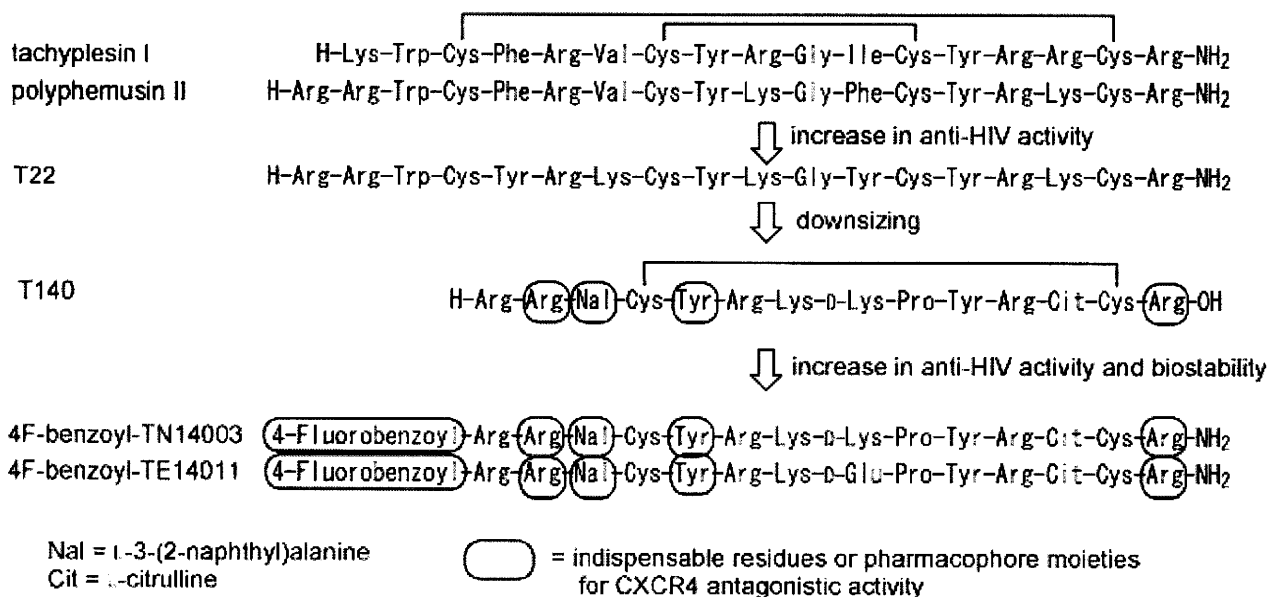 tachyplesin I H-Lys-Trp-Cys-Phe-Arg-Val-Cys-Tyr-Arg-Gly-Ile-Cys-Tyr-Arg-Arg-Cys-Arg-NH2
polyphemusin II H-Arg-Arg-Trp-Cys-Phe-Arg-Val-Cys-Tyr-Lys-Gly-Phe-Cys-Tyr-Arg-Lys-Cys-Arg-NH2
increase in anti-HIV activity
T22 H-Arg-Arg-Trp-Cys-Tyr-Arg-Lys-Cys-Tyr-Lys-Gly-Tyr-Cys-Tyr-Arg-Lys-Cys-Arg-NH2
downsizing
T140 H-Arg-Arg-Nal-Cys-Tyr-Arg-Lys-D-Lys-Pro-Tyr-Arg-Cit-Cys-Arg-OH
increase in anti-HIV activity and biostability
4F-benzoyl-TN14003 4-Fluorobenzoyl-Arg-Arg-Nal-Cys-Tyr-Arg-Lys-D-Lys-Pro-Tyr-Arg-Cit-Cys-Arg-NH2
4F-benzoyl-TE14011 4-Fluorobenzoyl-Arg-Arg-Nal-Cys-Tyr-Arg-Lys-D-Glu-Pro-Tyr-Arg-Cit-Cys-Arg-NH2
Nal = L-3-(2-naphthyl)alanine
Cit = L-citrulline
= indispensable residues or pharmacophore moieties
for CXCR4 antagonistic activity